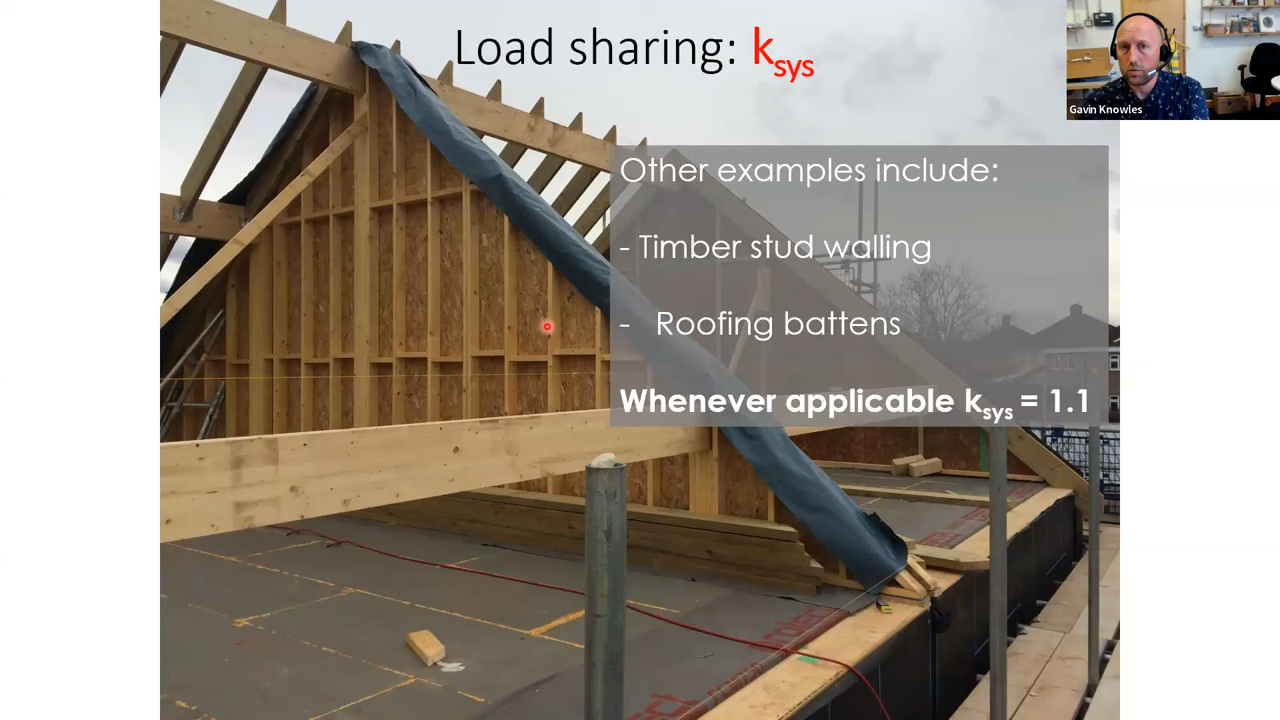 Load sharing: ksys
Gavin Knowles
Other examples include:
- Timber stud walling
- Roofing battens
Whenever applicable ksys = 1.1